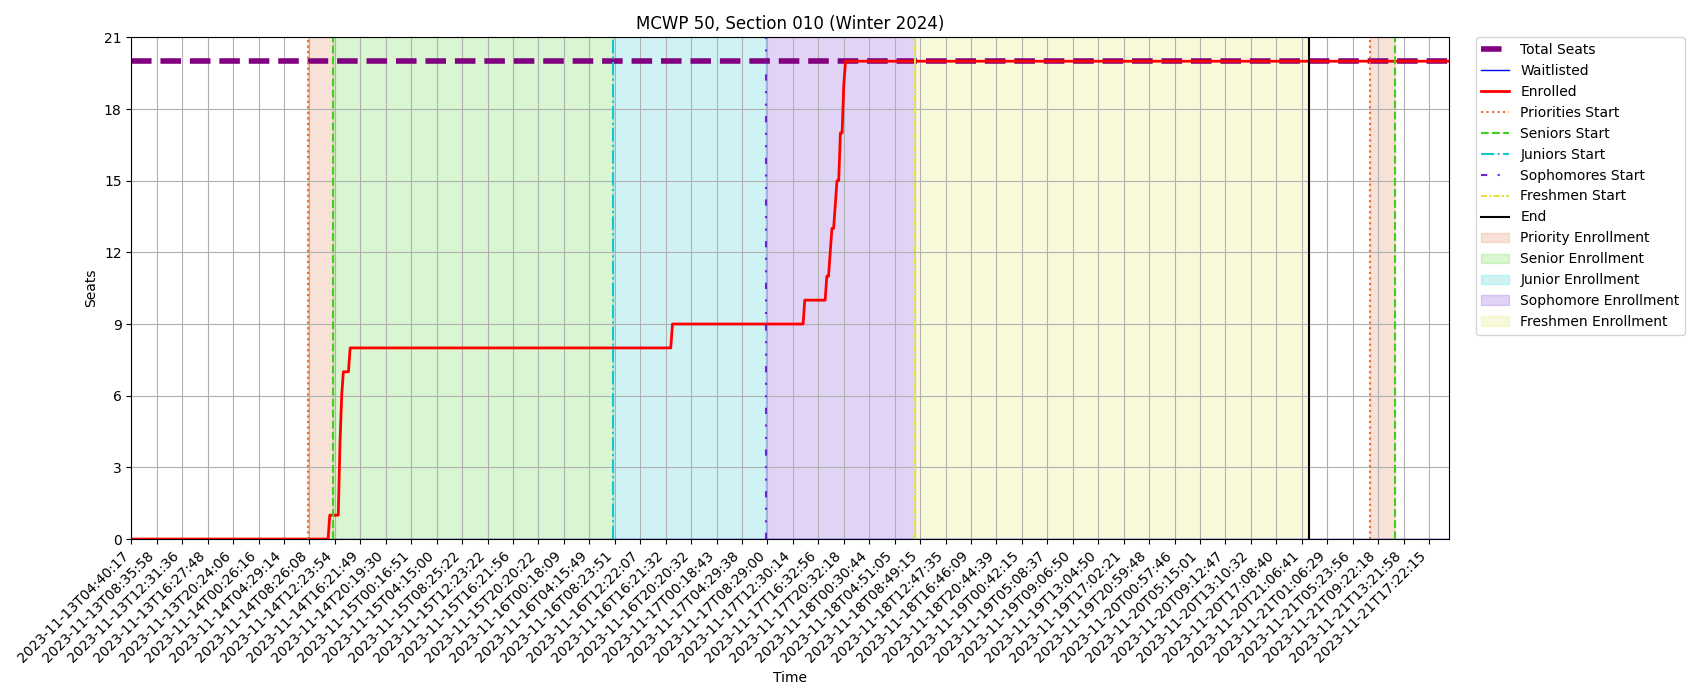 MCWP 50, Section 010 (Winter 2024)
21
18
15
12
9
6
3
0
Seats
2023-11-13T04:40:17
2023-11-13T08:35:58
2023-11-13T12:31:36
2023-11-13T16:27:48
2023-11-13T20:24:06
2023-11-14T00:26:16
2023-11-14T04:29:14
2023-11-14T08:26:08
2023-11-14T12:23:54
2023-11-14T16:21:49
2023-11-14T20:19:30
2023-11-15T00:16:51
2023-11-15T04:15:00
2023-11-15T08:25:22
2023-11-15T12:23:22
2023-11-15T16:21:56
2023-11-15T20:20:22
2023-11-16T00:18:09
2023-11-16T04:15:49
2023-11-16T08:23:51
2023-11-16T12:22:07
2023-11-16T16:21:32
2023-11-16T20:20:32
2023-11-17T00:18:43
2023-11-17T04:29:38
2023-11-17T08:29:00
2023-11-17T12:30:14
2023-11-17T16:32:56
2023-11-17T20:32:18
2023-11-18T00:30:44
2023-11-18T04:51:05
2023-11-18T08:49:15
2023-11-18T12:47:35
2023-11-18T16:46:09
2023-11-18T20:44:39
2023-11-19T00:42:15
2023-11-19T05:08:37
2023-11-19T09:06:50
2023-11-19T13:04:50
2023-11-19T17:02:21
2023-11-19T20:59:48
2023-11-20T00:57:46
2023-11-20T05:15:01
2023-11-20T09:12:47
2023-11-20T13:10:32
2023-11-20T17:08:40
2023-11-20T21:06:41
2023-11-21T01:06:29
2023-11-21T05:23:56
2023-11-21T09:22:18
2023-11-21T13:21:58
2023-11-21T17:22:15
Time
Total Seats
Waitlisted
Enrolled
Priorities Start
Seniors Start
Juniors Start
Sophomores Start
Freshmen Start
End
Priority Enrollment
Senior Enrollment
Junior Enrollment
Sophomore Enrollment
Freshmen Enrollment